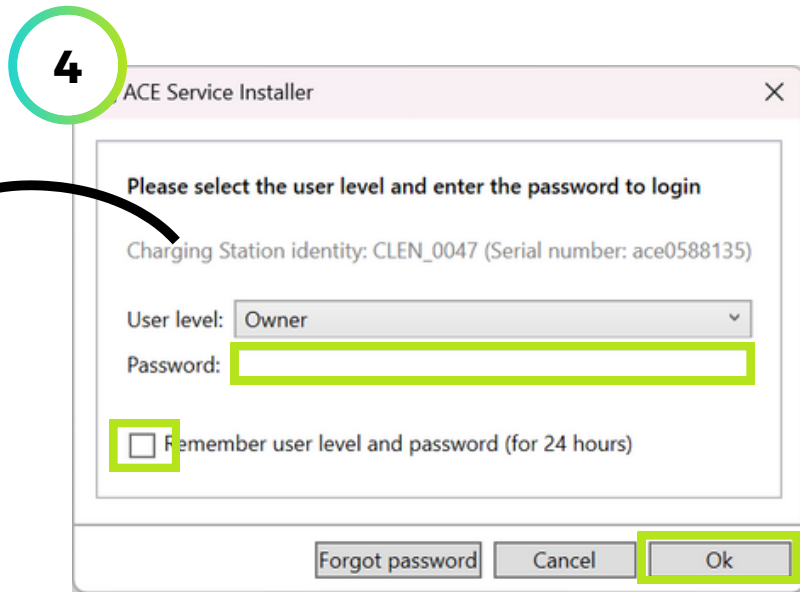 4
ACE Service Installer
Please select the user level and enter the password to login
Charging Station identity: CLEN_0047 (Serial number: ace0588135)
User level: Owner
Password:
Remember user level and password (for 24 hours)
Forgot password Cancel Ok